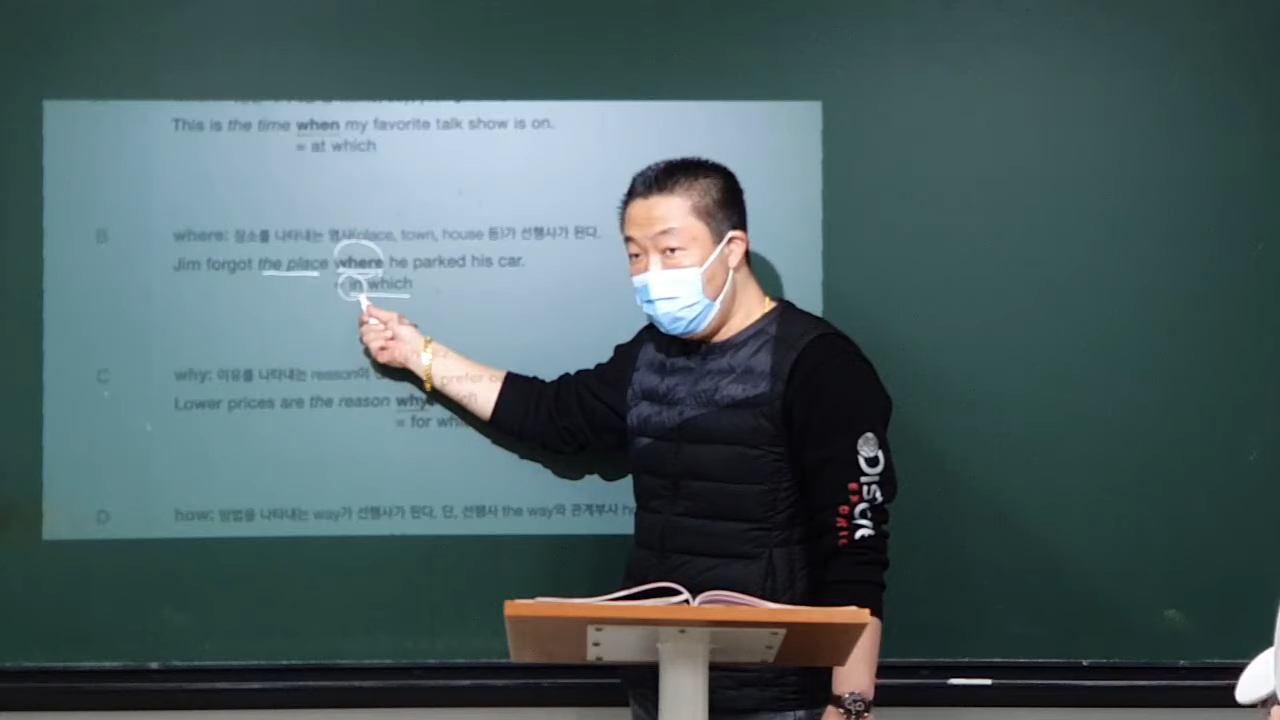 This is the time when my favorite talk show is on.
= at which
B where: 장소를 나타내는 명사(place, town, house 등)가 선행사가 된다.
Jim forgot the place where he parked his car.
= in which
C why: 이유를 나타내는 reason이
Lower prices are the reason why
= for
D how: 방법을 나타내는 way가 선행사가 된다. 단, 선행사 the way와 관계부사